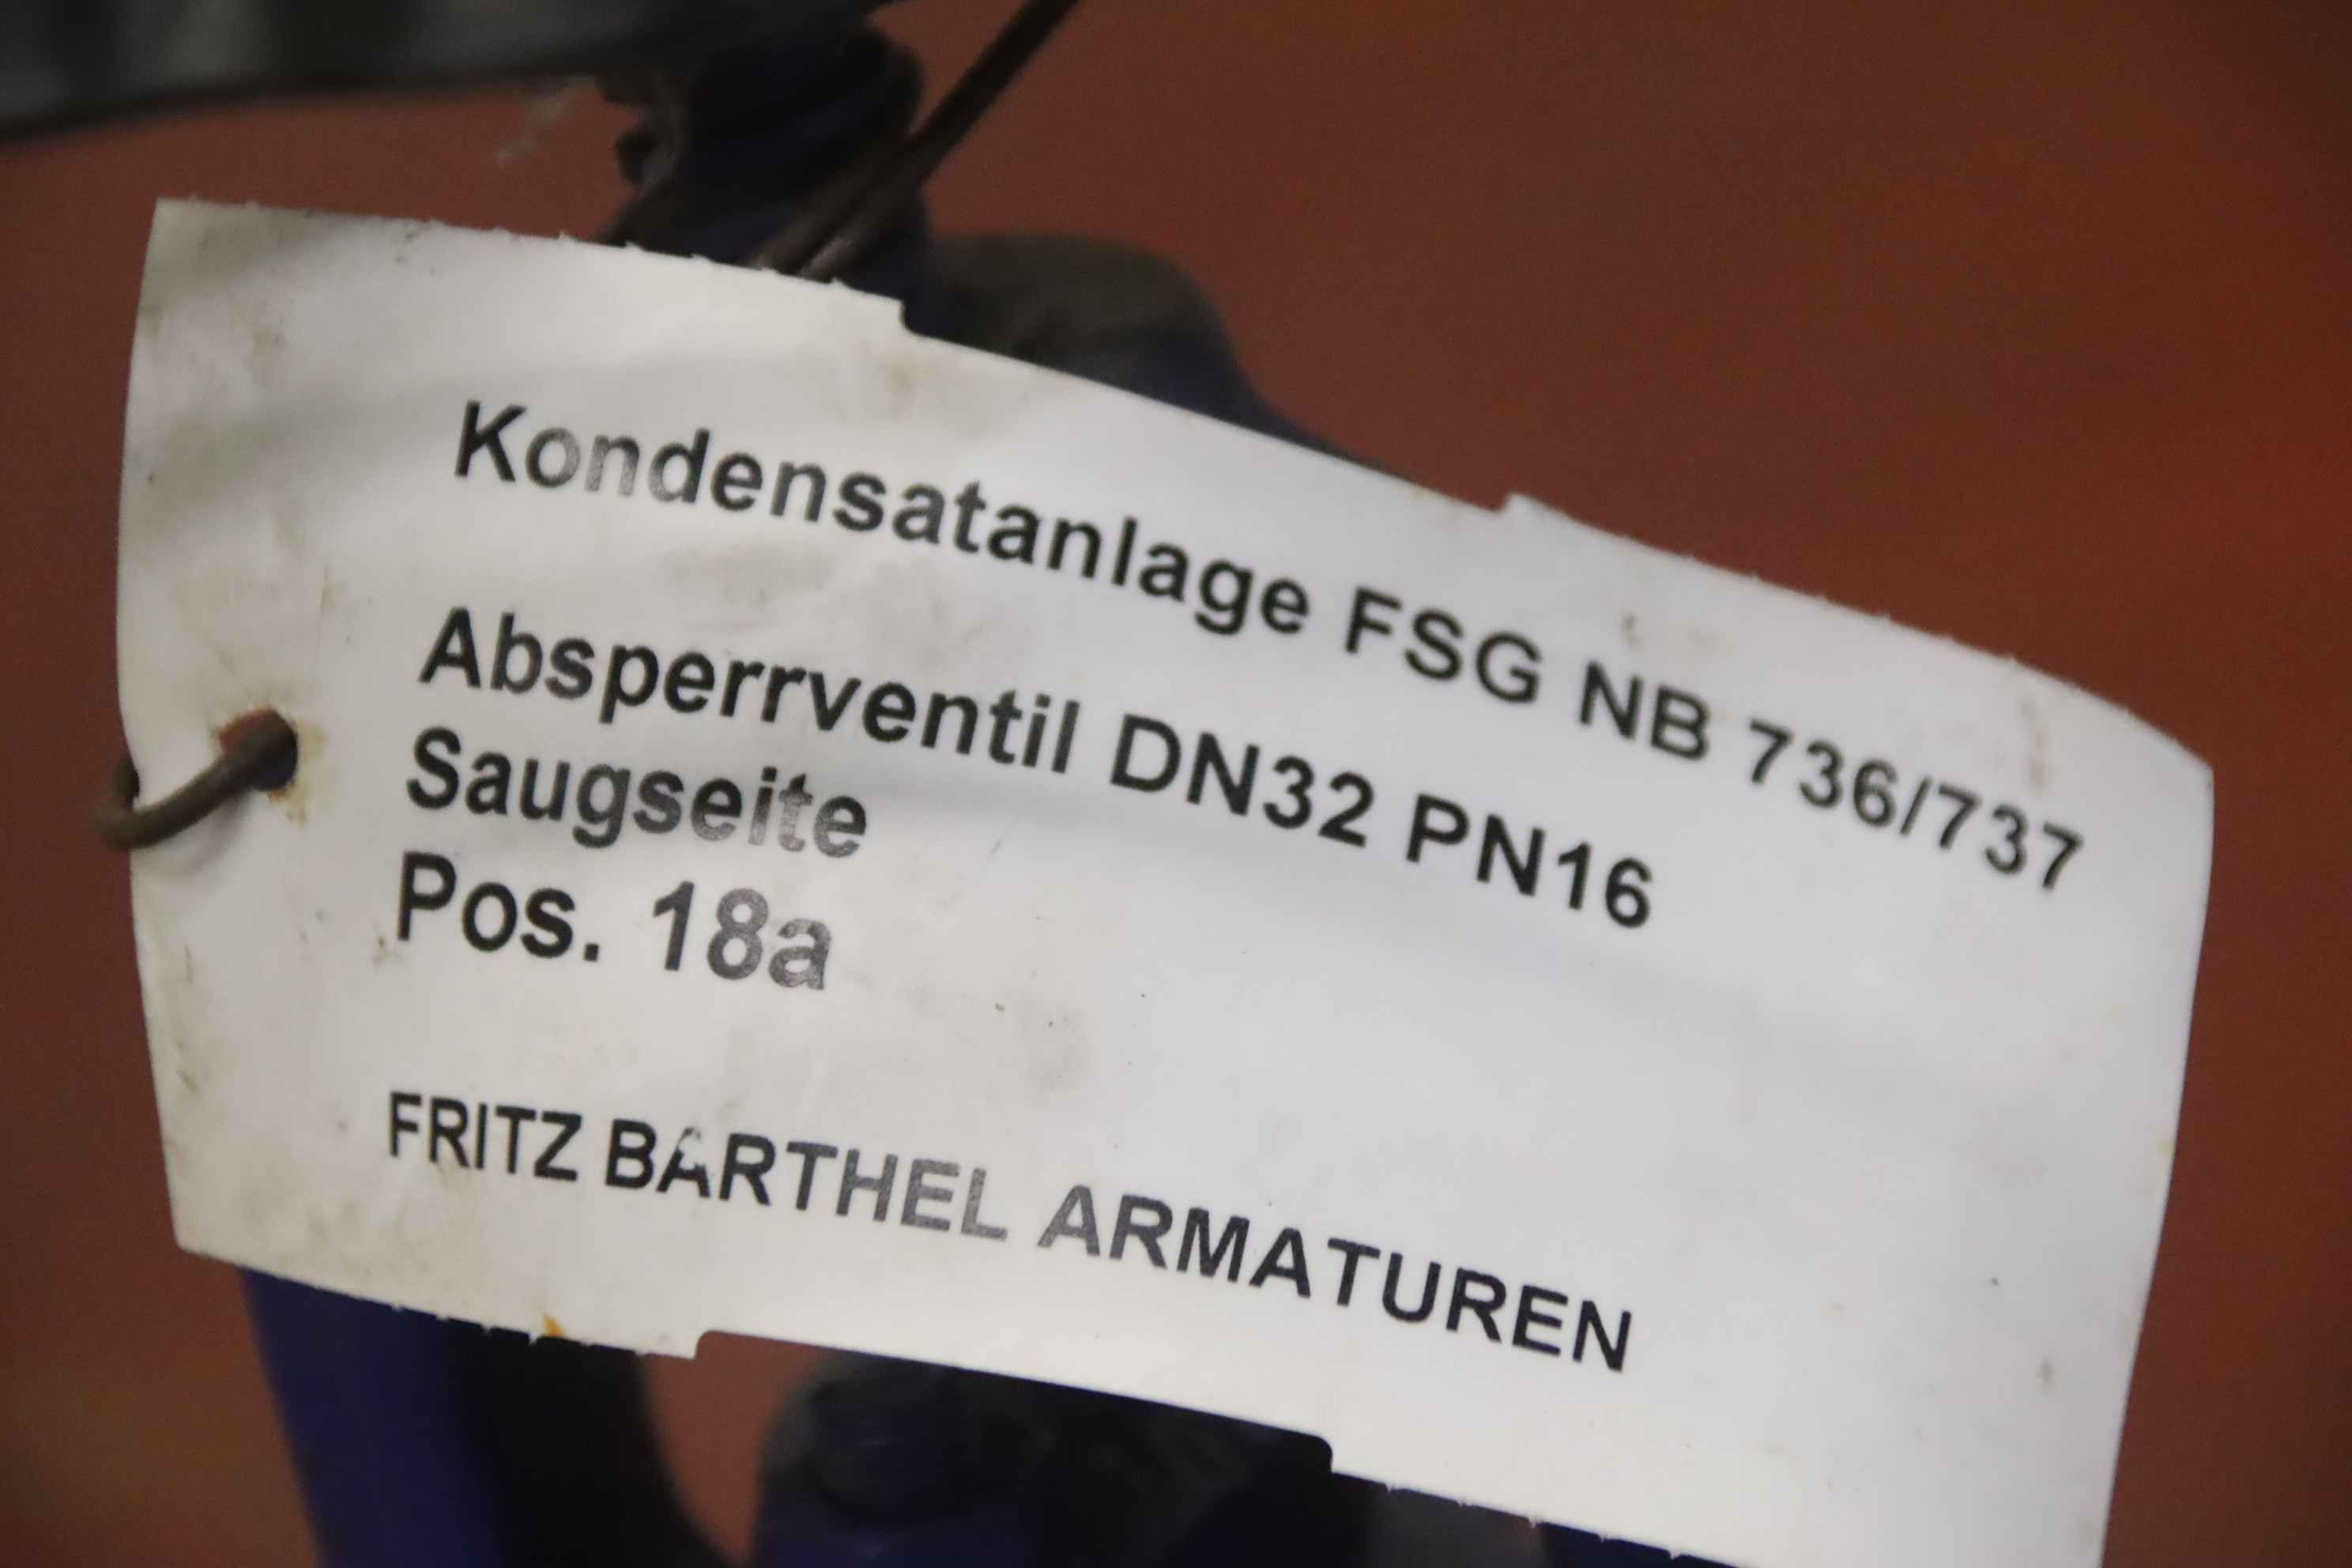 Kondensatanlage FSG NB 736/737
Absperrventil DN32 PN16
Saugseite
Pos. 18a
FRITZ BARTHEL ARMATUREN